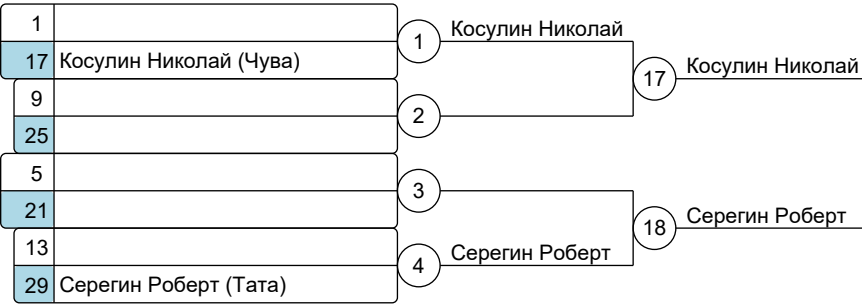 1
1
Косулин Николай
17 Косулин Николай (Чува)
17
Косулин Николай
9
2
25
5
3
21
18
Серегин Роберт
13
4
Серегин Роберт
29 Серегин Роберт (Тата)